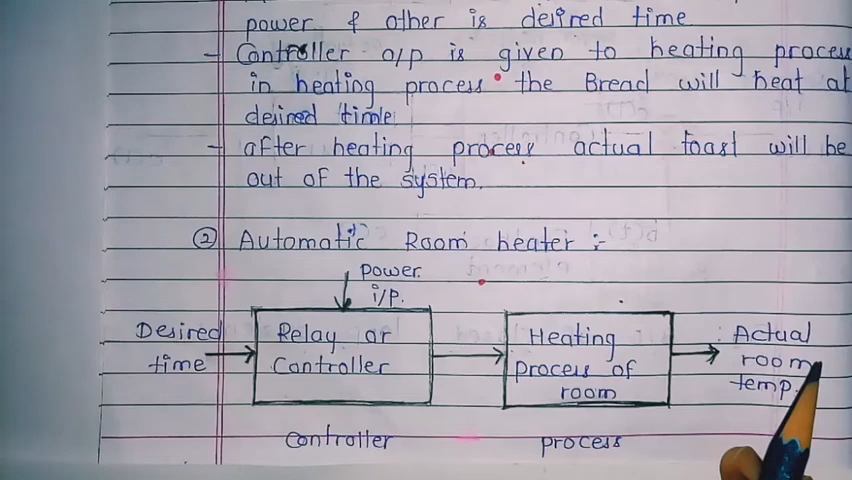 power & other is desired time
- Controller o/p is given to heating process
in heating process the Bread will heat at
desired time
- after heating process actual toast will be
out of the system.
② Automatic Room heater :-
power
i/p.
Desired
time
Relay or
Controller
Heating
process of
room
Actual
room
temp.
controller
process